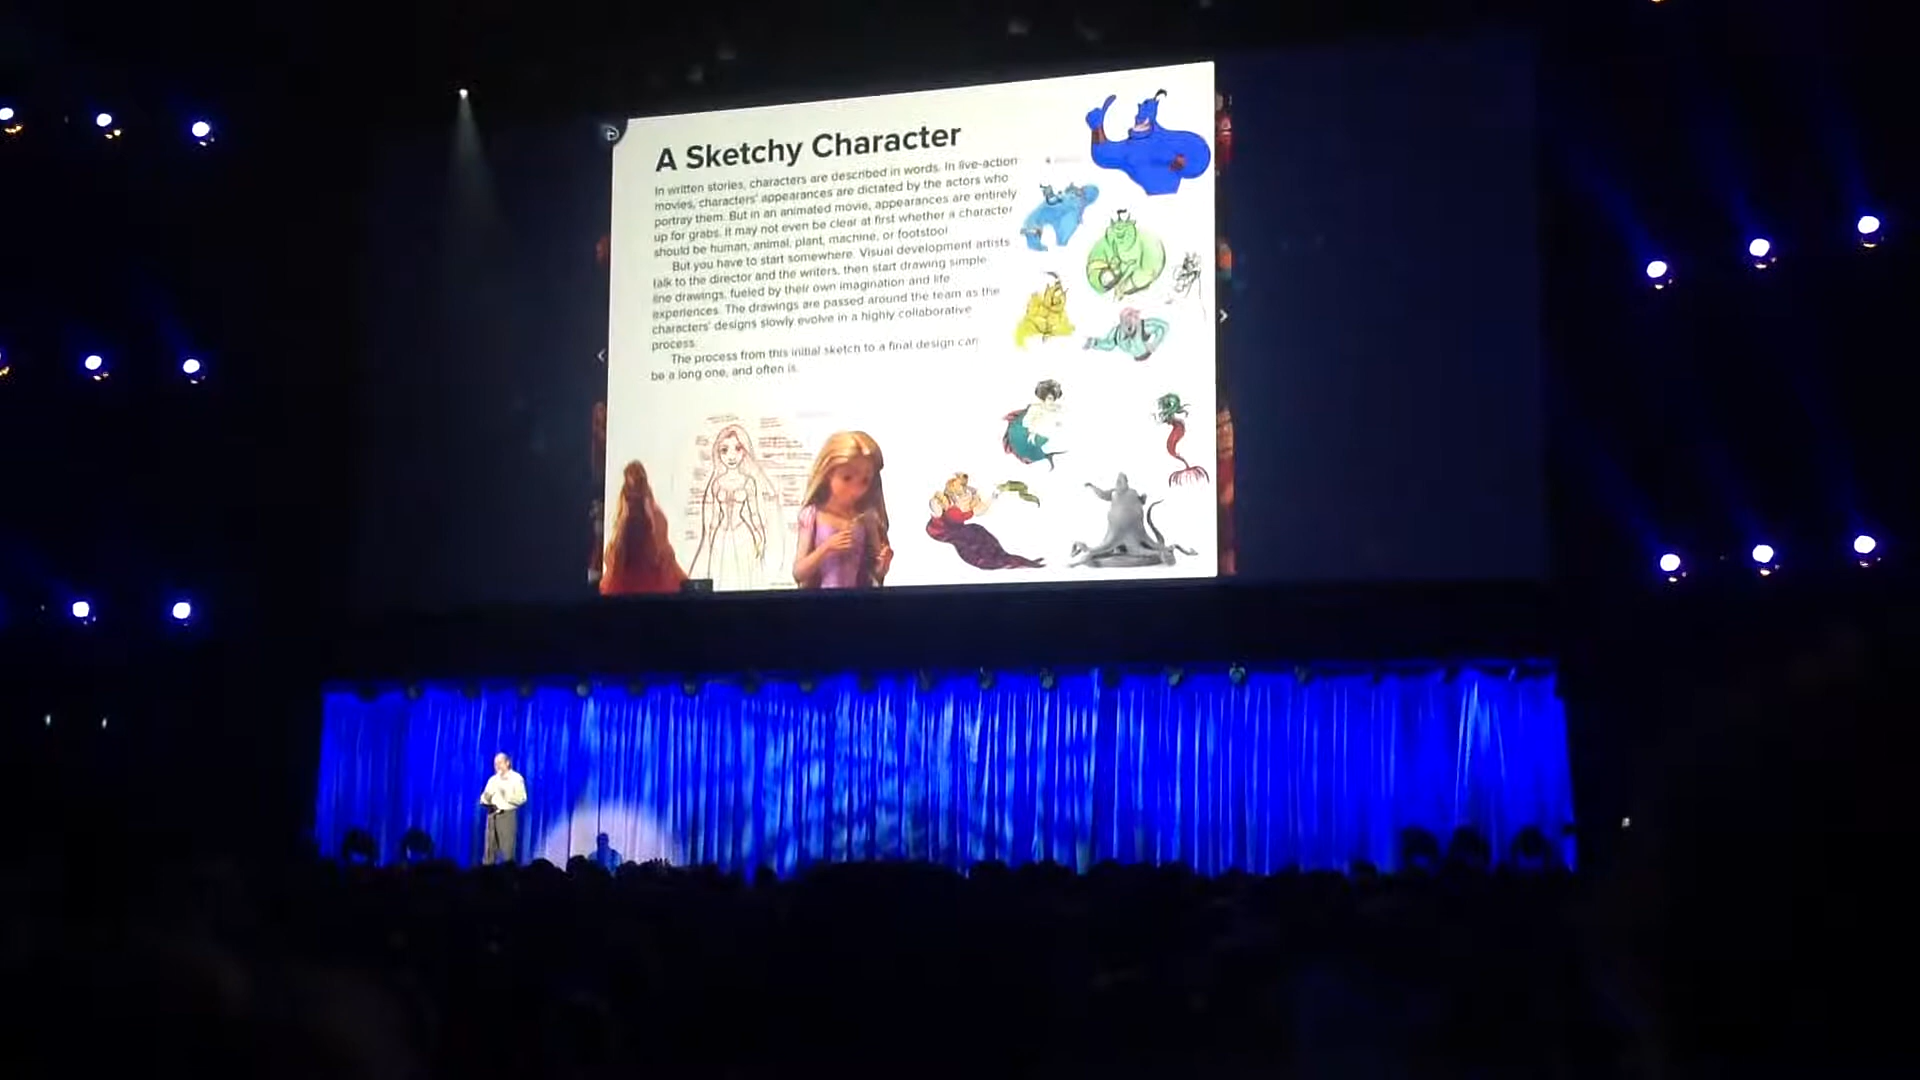 A Sketchy Character
In written stories, characters are described in words. In live-action
movies, characters' appearances are dictated by the actors who
portray them. But in an animated movie, appearances are entirely
up for grabs. It may not even be clear at first whether a character
should be human, animal, plant, machine, or footstool.
But you have to start somewhere. Visual development artists
talk to the director and the writers, then start drawing simple
line drawings, fueled by their own imagination and life
experiences. The drawings are passed around the team as the
characters' designs slowly evolve in a highly collaborative
process.
The process from this initial sketch to a final design can
be a long one, and often is.